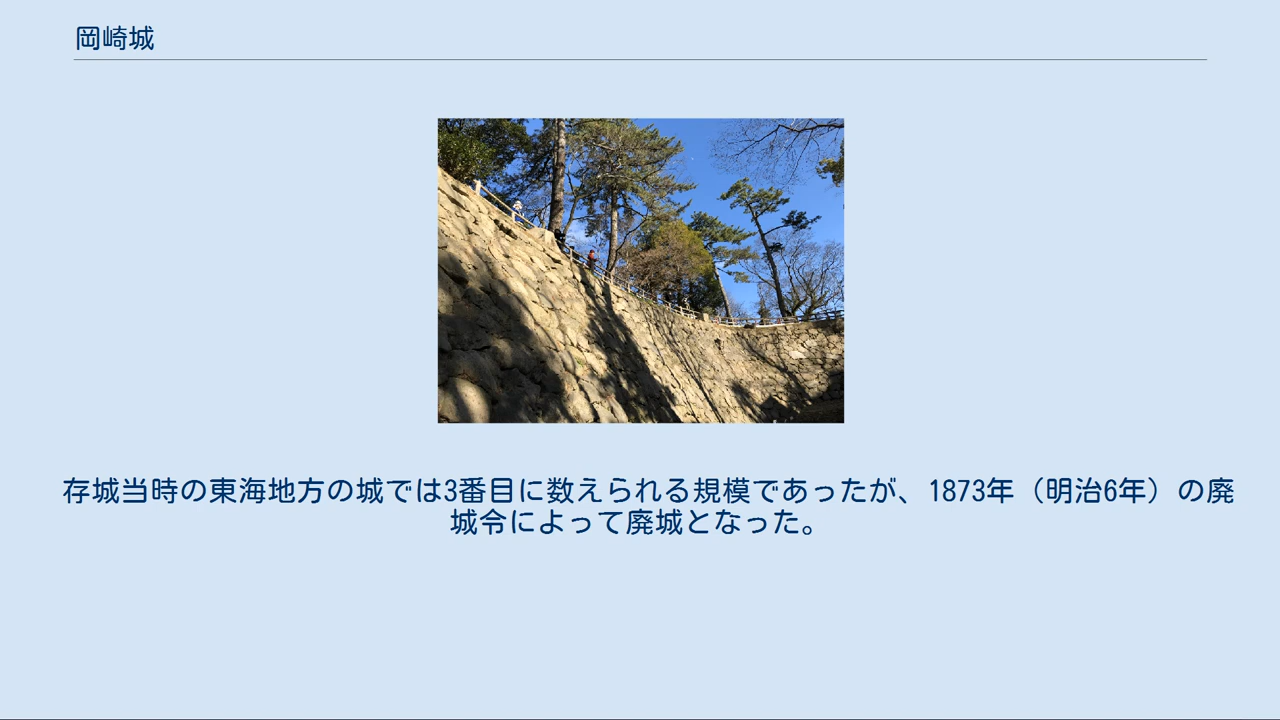 岡崎城
存城当時の東海地方の城では3番目に数えられる規模であったが、1873年（明治6年）の廃
城令によって廃城となった。